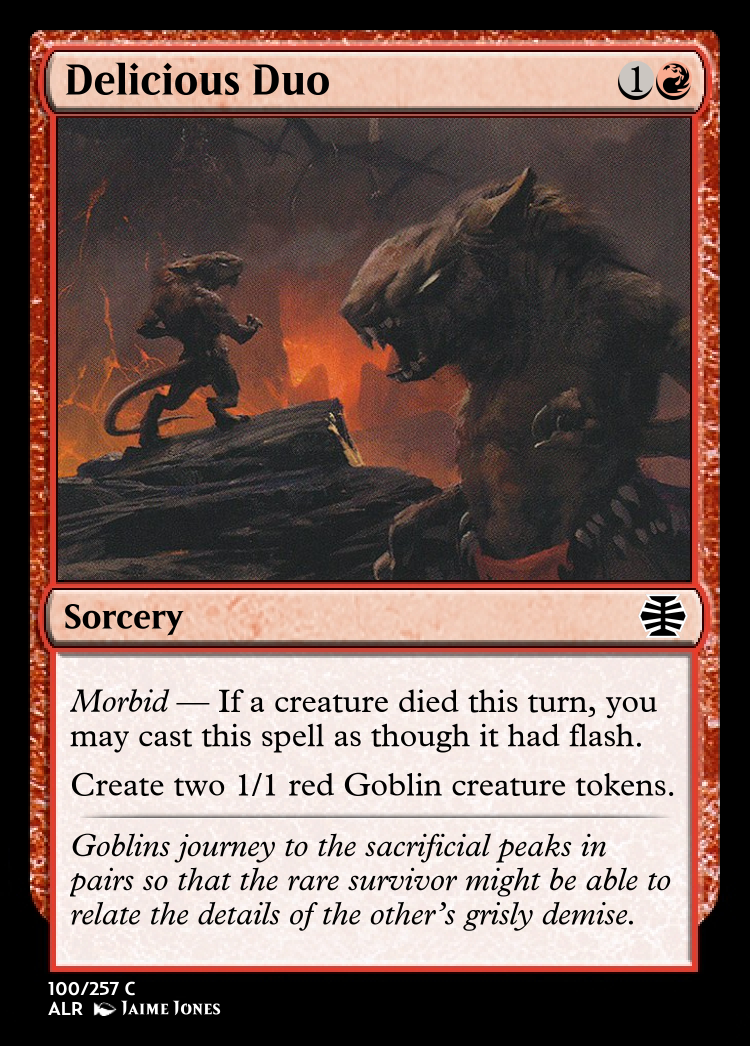 Delicious Duo 1
Sorcery
Morbid — If a creature died this turn, you
may cast this spell as though it had flash.
Create two 1/1 red Goblin creature tokens.
Goblins journey to the sacrificial peaks in
pairs so that the rare survivor might be able to
relate the details of the other's grisly demise.
100/257 C
ALR Jaime Jones